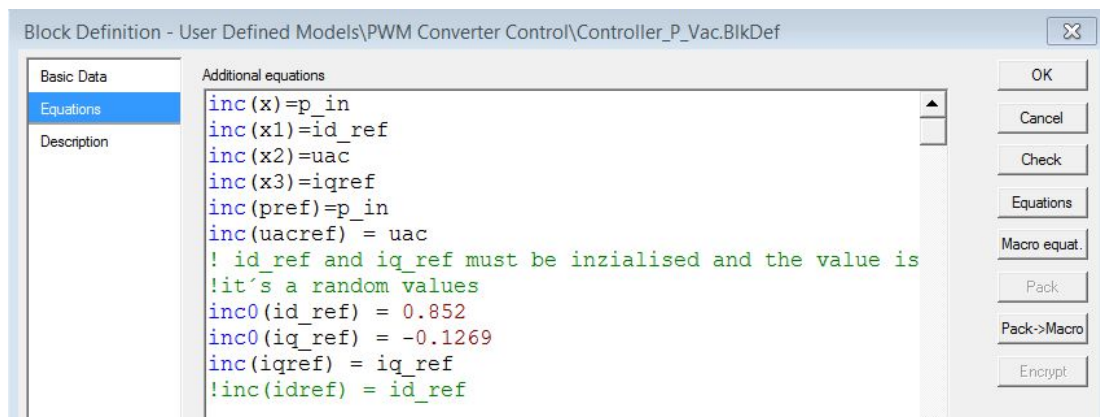 Block Definition - User Defined Models\PWM Converter Control\Controller_P_Vac.BlkDef
Basic Data
Equations
Description
Additional equations
inc(x)=p_in
inc(x1)=id_ref
inc(x2)=uac
inc(x3)=iqref
inc(pref)=p_in
inc(uacref) = uac
! id_ref and iq_ref must be inzialised and the value is
!it´s a random values
inc0(id_ref) = 0.852
inc0(iq_ref) = -0.1269
inc(iqref) = iq_ref
!inc(idref) = id_ref
OK
Cancel
Check
Equations
Macro equat.
Pack
Pack->Macro
Encrypt